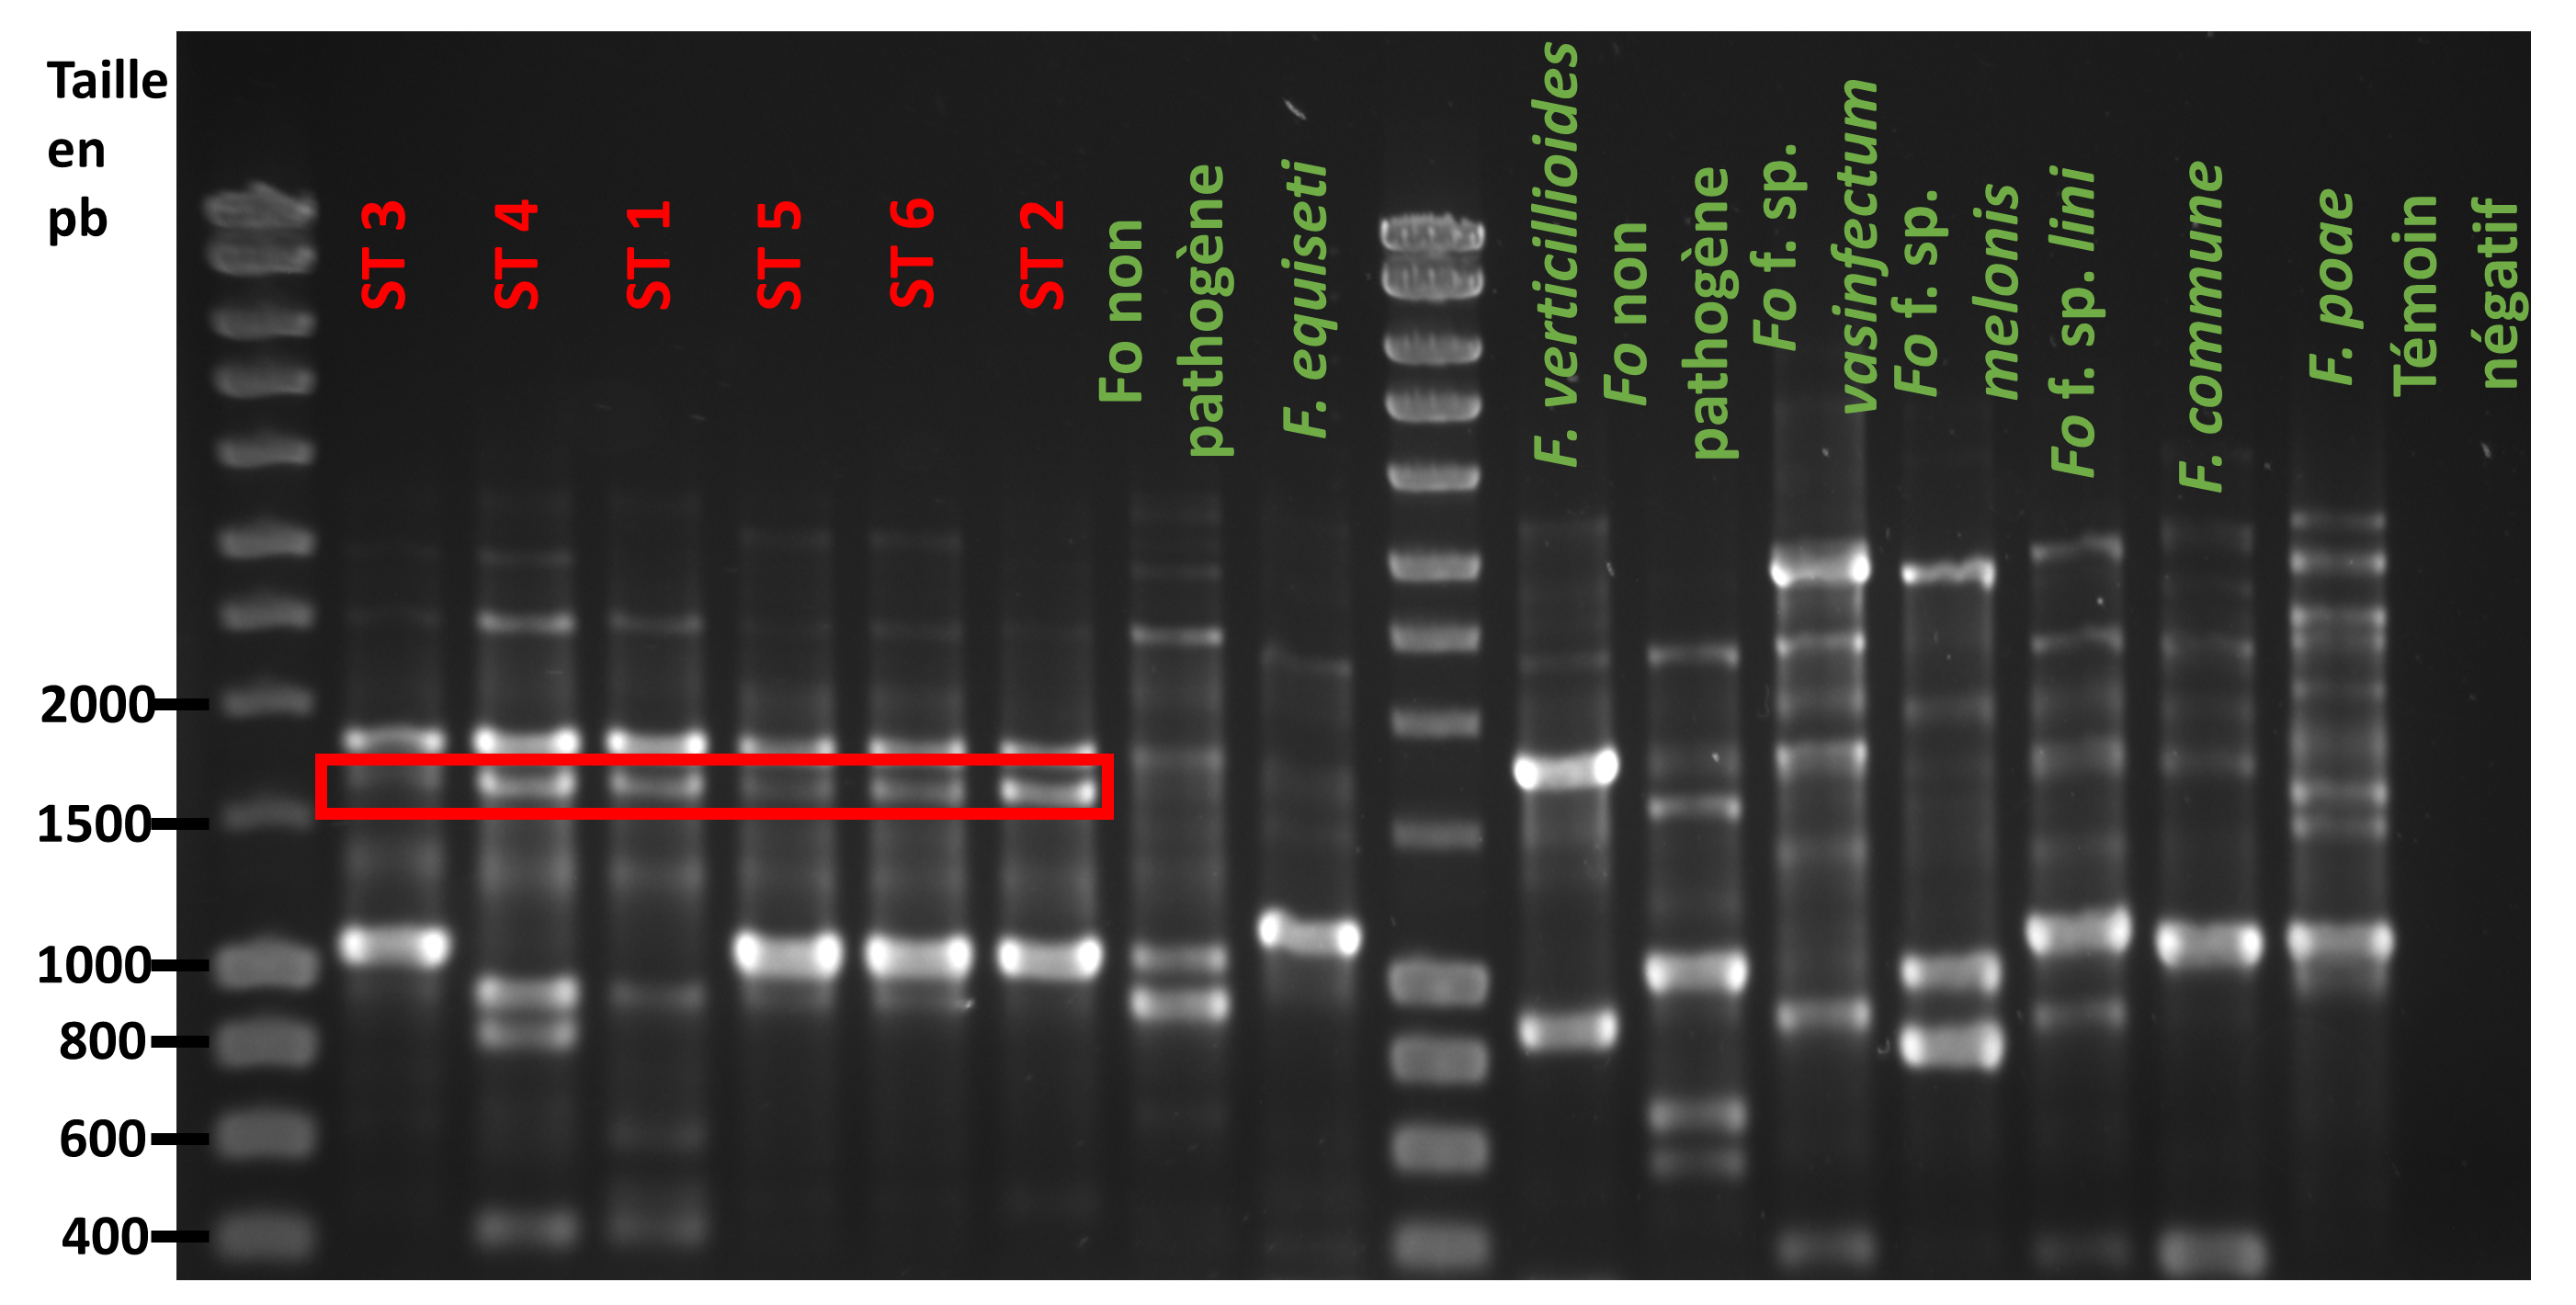 Taille
en
pb
ST 3
ST 4
ST 1
ST 5
ST 6
ST 2
Fo non
pathogène
F. equiseti
F. verticillioides
Fo non
pathogène
Fo f. sp.
vasinfectum
Fo f. sp.
melonis
Fo f. sp. lini
F. commune
F. poae
Témoin
négatif
2000
1500
1000
800
600
400